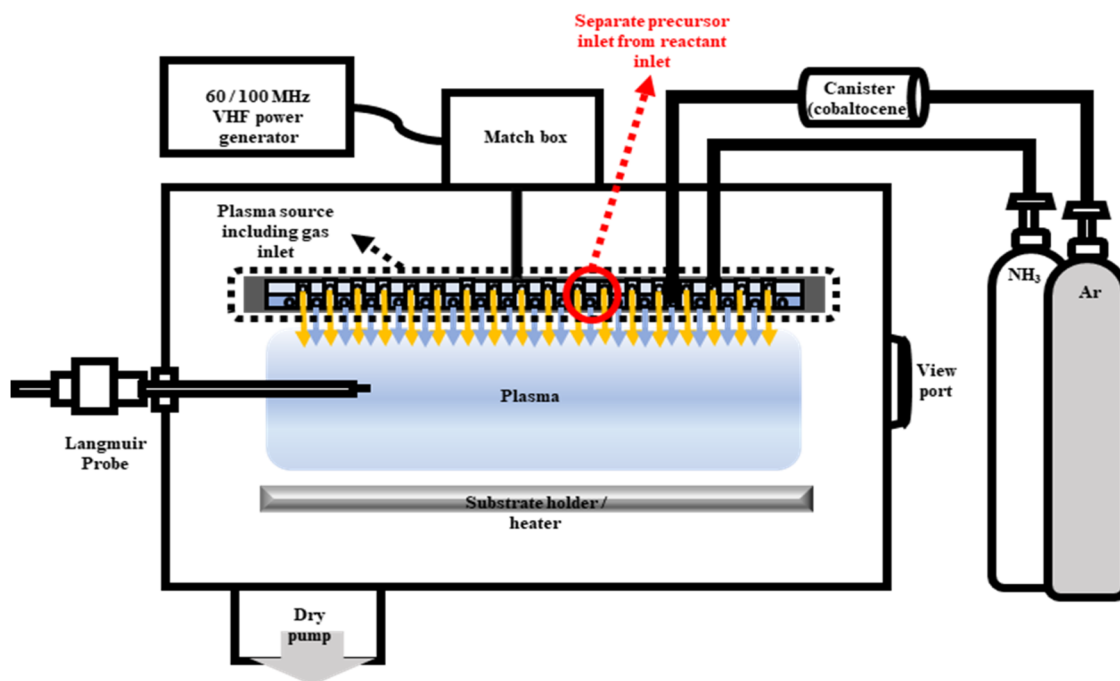 Separate precursor
inlet from reactant
inlet
60 / 100 MHz
VHF power
generator
Match box
Canister
(cobaltocene)
Plasma source
including gas
inlet
NH₃
Ar
Plasma
View
port
Langmuir
Probe
Substrate holder /
heater
Dry
pump